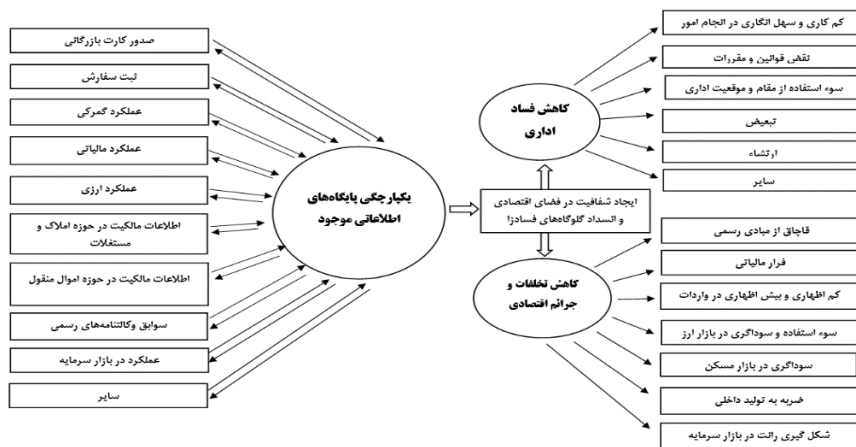 صدور کارت بازرگانی
ثبت سفارش
عملکرد گمرکی
عملکرد مالیاتی
عملکرد ارزی
اطلاعات مالکیت در حوزه املاک و
مستغلات
اطلاعات مالکیت در حوزه اموال منقول
سوابق وکالتنامه‌های رسمی
عملکرد در بازار سرمایه
سایر
یکپارچگی پایگاه‌های
اطلاعاتی موجود
ایجاد شفافیت در فضای اقتصادی
و انسداد گلوگاه‌های فسادزا
کاهش فساد
اداری
کم کاری و سهل انگاری در انجام امور
نقض قوانین و مقررات
سوء استفاده از مقام و موقعیت اداری
تبعیض
ارتشاء
سایر
کاهش تخلفات و
جرائم اقتصادی
قاچاق از مبادی رسمی
فرار مالیاتی
کم اظهاری و بیش اظهاری در واردات
سوء استفاده و سوداگری در بازار ارز
سوداگری در بازار مسکن
ضربه به تولید داخلی
شکل گیری رانت در بازار سرمایه